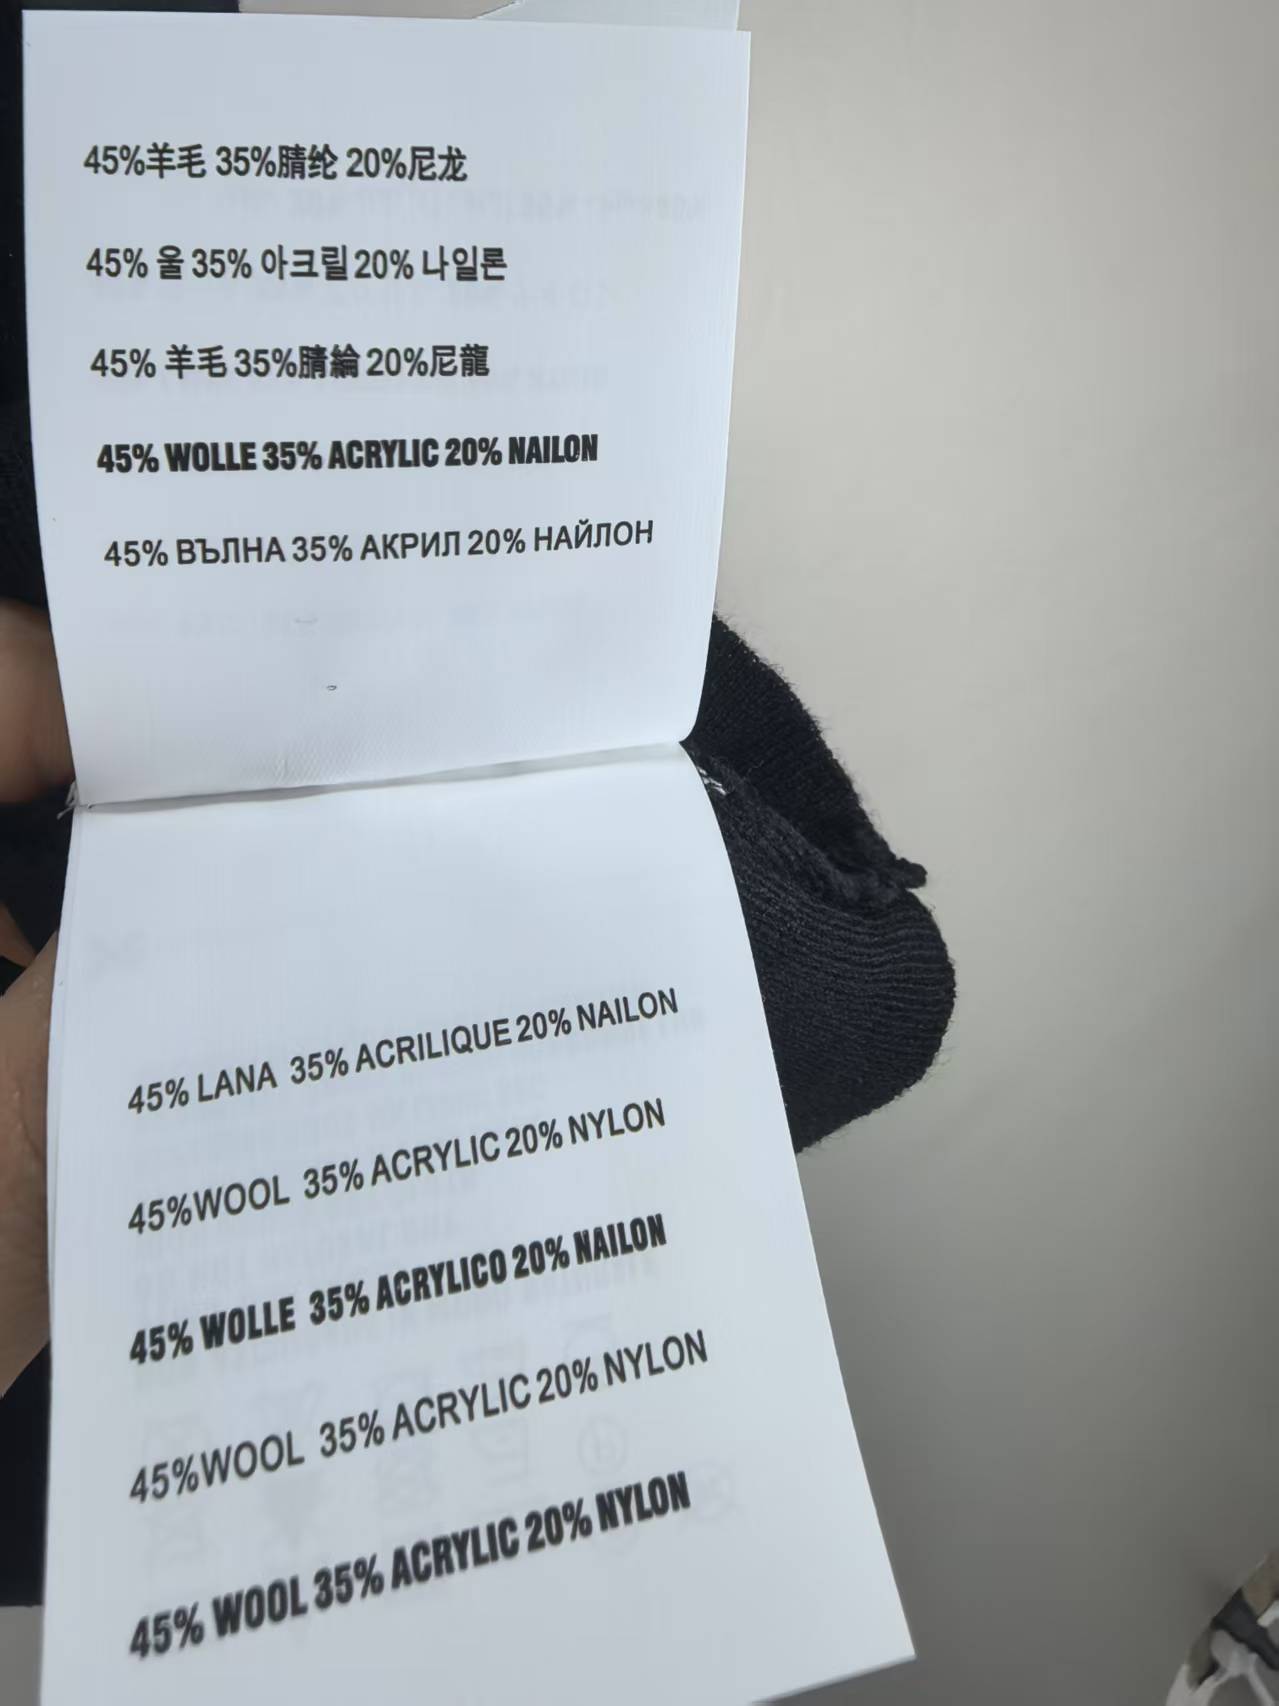 45%羊毛 35%腈纶 20%尼龙
45% 울 35% 아크릴 20% 나일론
45% 羊毛 35%腈綸 20%尼龍
45% WOLLE 35% ACRYLIC 20% NAILON
45% ВЪЛНА 35% АКРИЛ 20% НАЙЛОН
45% LANA 35% ACRILIQUE 20% NAILON
45%WOOL 35% ACRYLIC 20% NYLON
45% WOLLE 35% ACRYLICO 20% NAILON
45%WOOL 35% ACRYLIC 20% NYLON
45% WOOL 35% ACRYLIC 20% NYLON